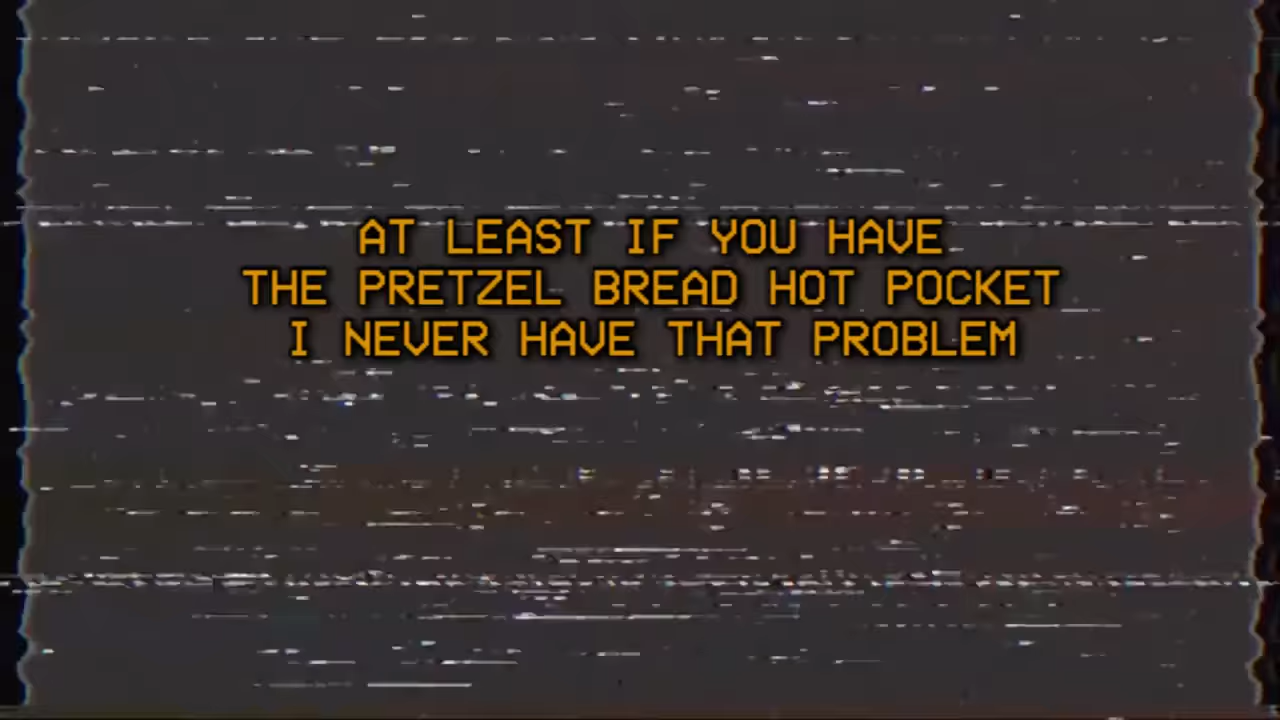 AT LEAST IF YOU HAVE
THE PRETZEL BREAD HOT POCKET
I NEVER HAVE THAT PROBLEM